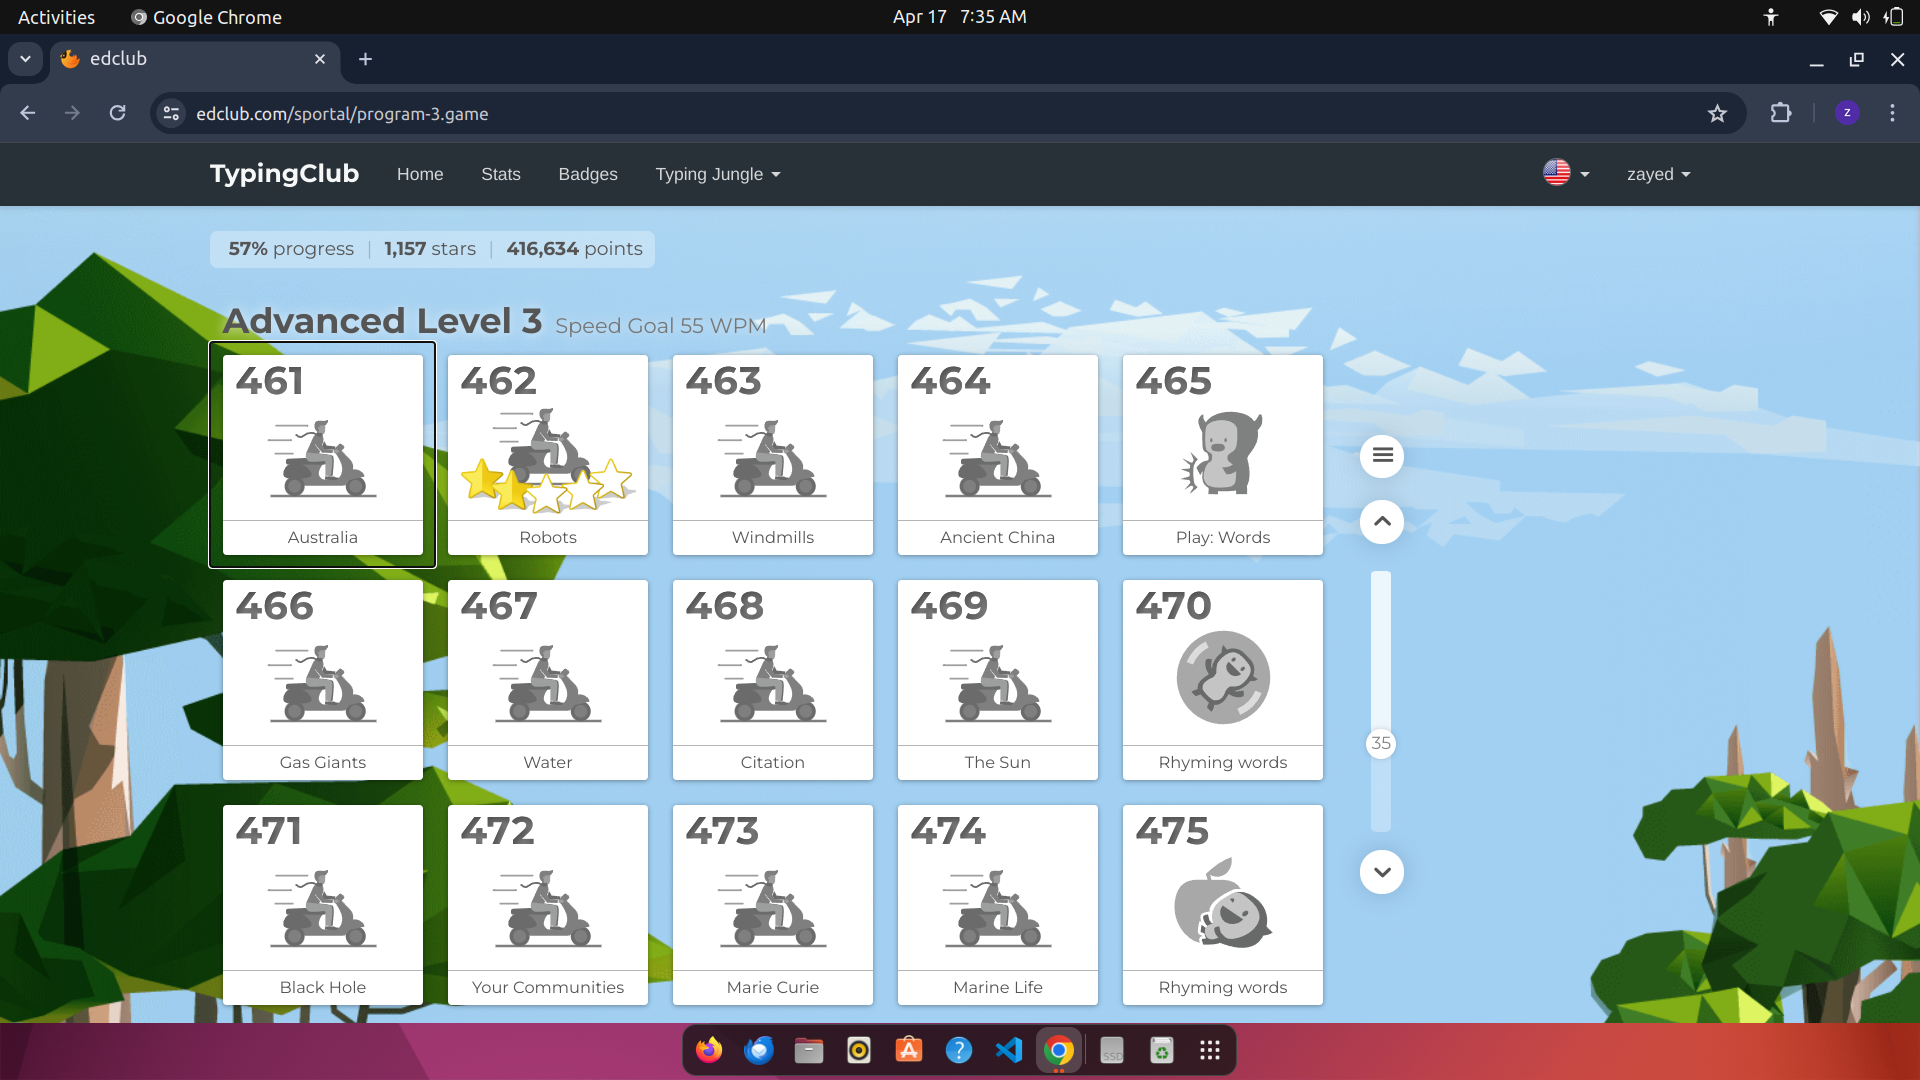 Activities Google Chrome Apr 17 7:35 AM
edclub
edclub.com/sportal/program-3.game
z
TypingClub Home Stats Badges Typing Jungle zayed
57% progress | 1,157 stars | 416,634 points
Advanced Level 3 Speed Goal 55 WPM
461 462 463 464 465
Australia Robots Windmills Ancient China Play: Words
466 467 468 469 470
35
Gas Giants Water Citation The Sun Rhyming words
471 472 473 474 475
Black Hole Your Communities Marie Curie Marine Life Rhyming words
SSD